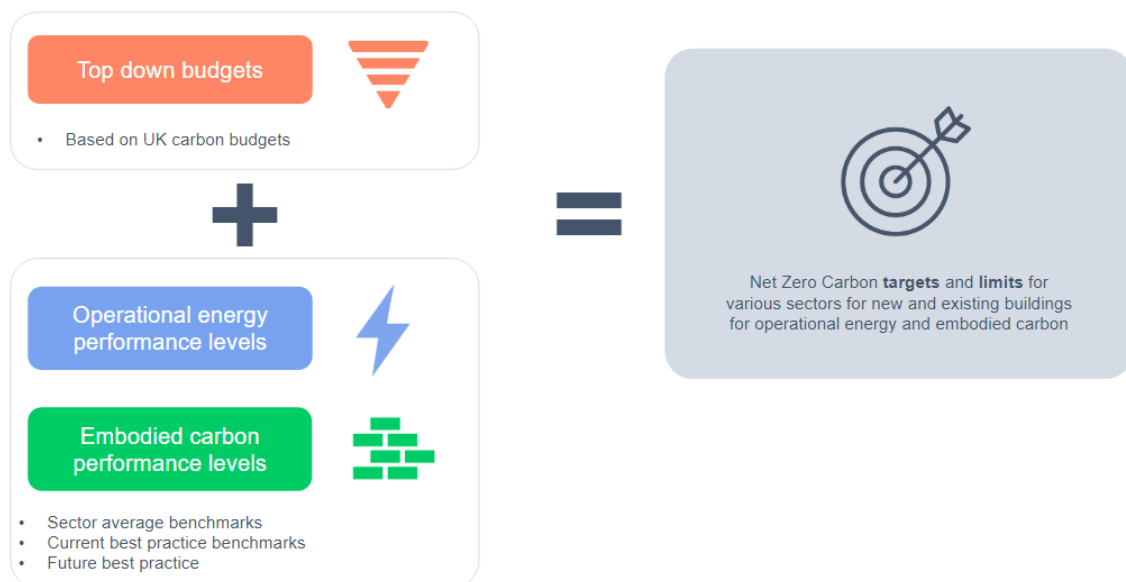 Top down budgets
• Based on UK carbon budgets
+
=
Operational energy
performance levels
Embodied carbon
performance levels
• Sector average benchmarks
• Current best practice benchmarks
• Future best practice
Net Zero Carbon targets and limits for
various sectors for new and existing buildings
for operational energy and embodied carbon